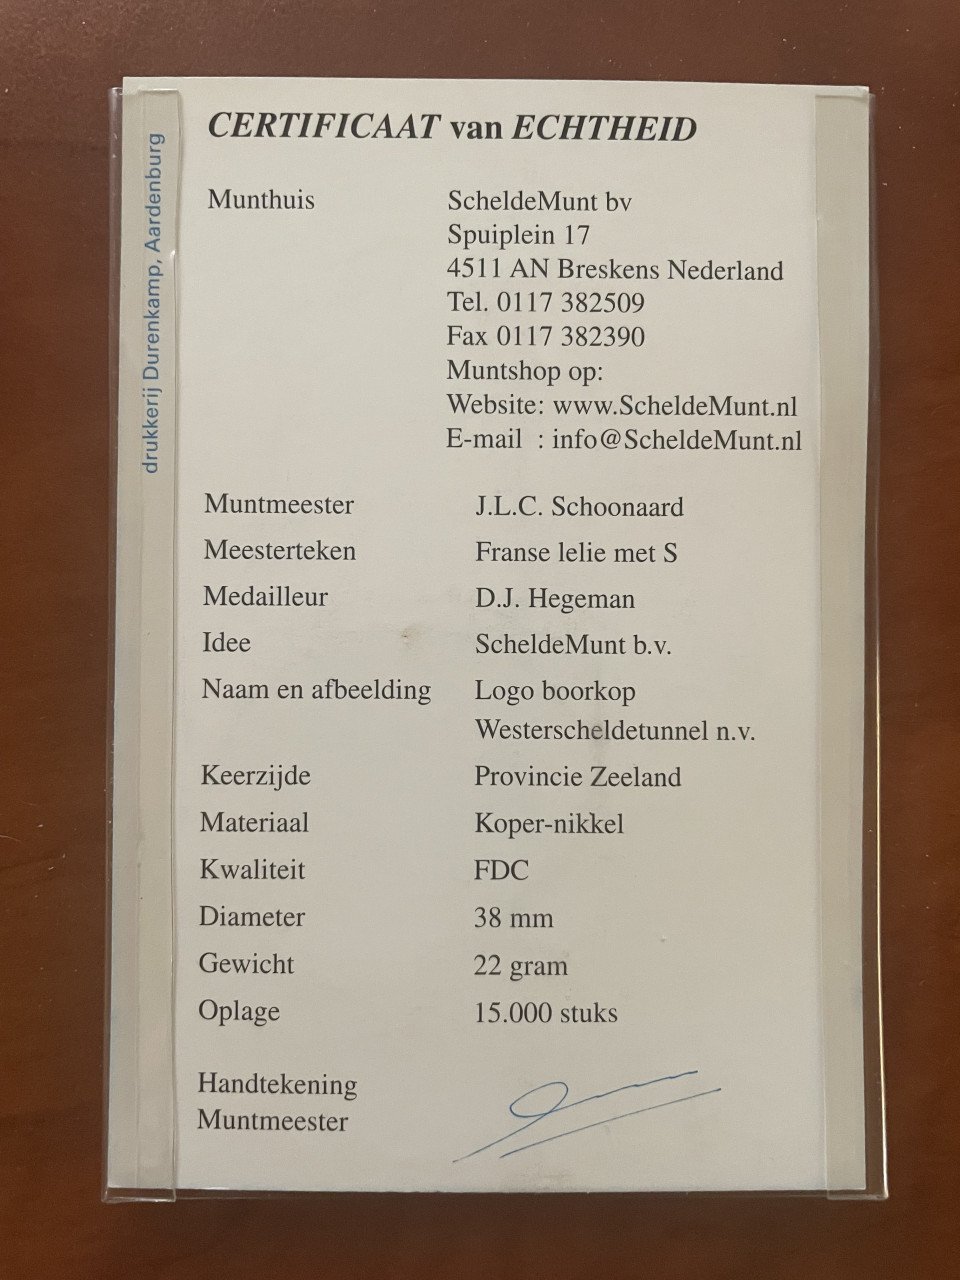 CERTIFICAAT van ECHTHEID
drukkerij Durenkamp, Aardenburg
Munthuis ScheldeMunt bv
Spuiplein 17
4511 AN Breskens Nederland
Tel. 0117 382509
Fax 0117 382390
Muntshop op:
Website: www.ScheldeMunt.nl
E-mail : info@ScheldeMunt.nl
Muntmeester J.L.C. Schoonaard
Meesterteken Franse lelie met S
Medailleur D.J. Hegeman
Idee ScheldeMunt b.v.
Naam en afbeelding Logo boorkop
Westerscheldetunnel n.v.
Keerzijde Provincie Zeeland
Materiaal Koper-nikkel
Kwaliteit FDC
Diameter 38 mm
Gewicht 22 gram
Oplage 15.000 stuks
Handtekening
Muntmeester